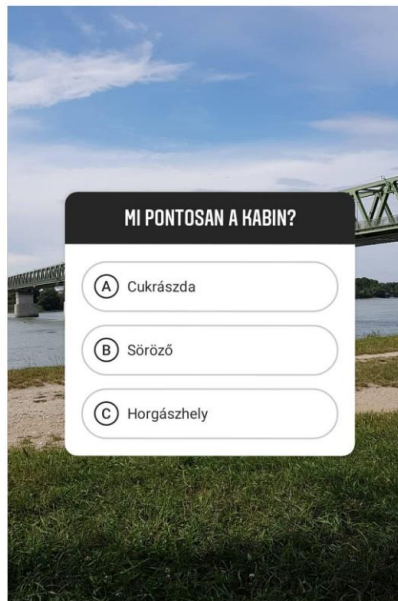 MI PONTOSAN A KABIN?
A Cukrászda
B Söröző
C Horgászhely